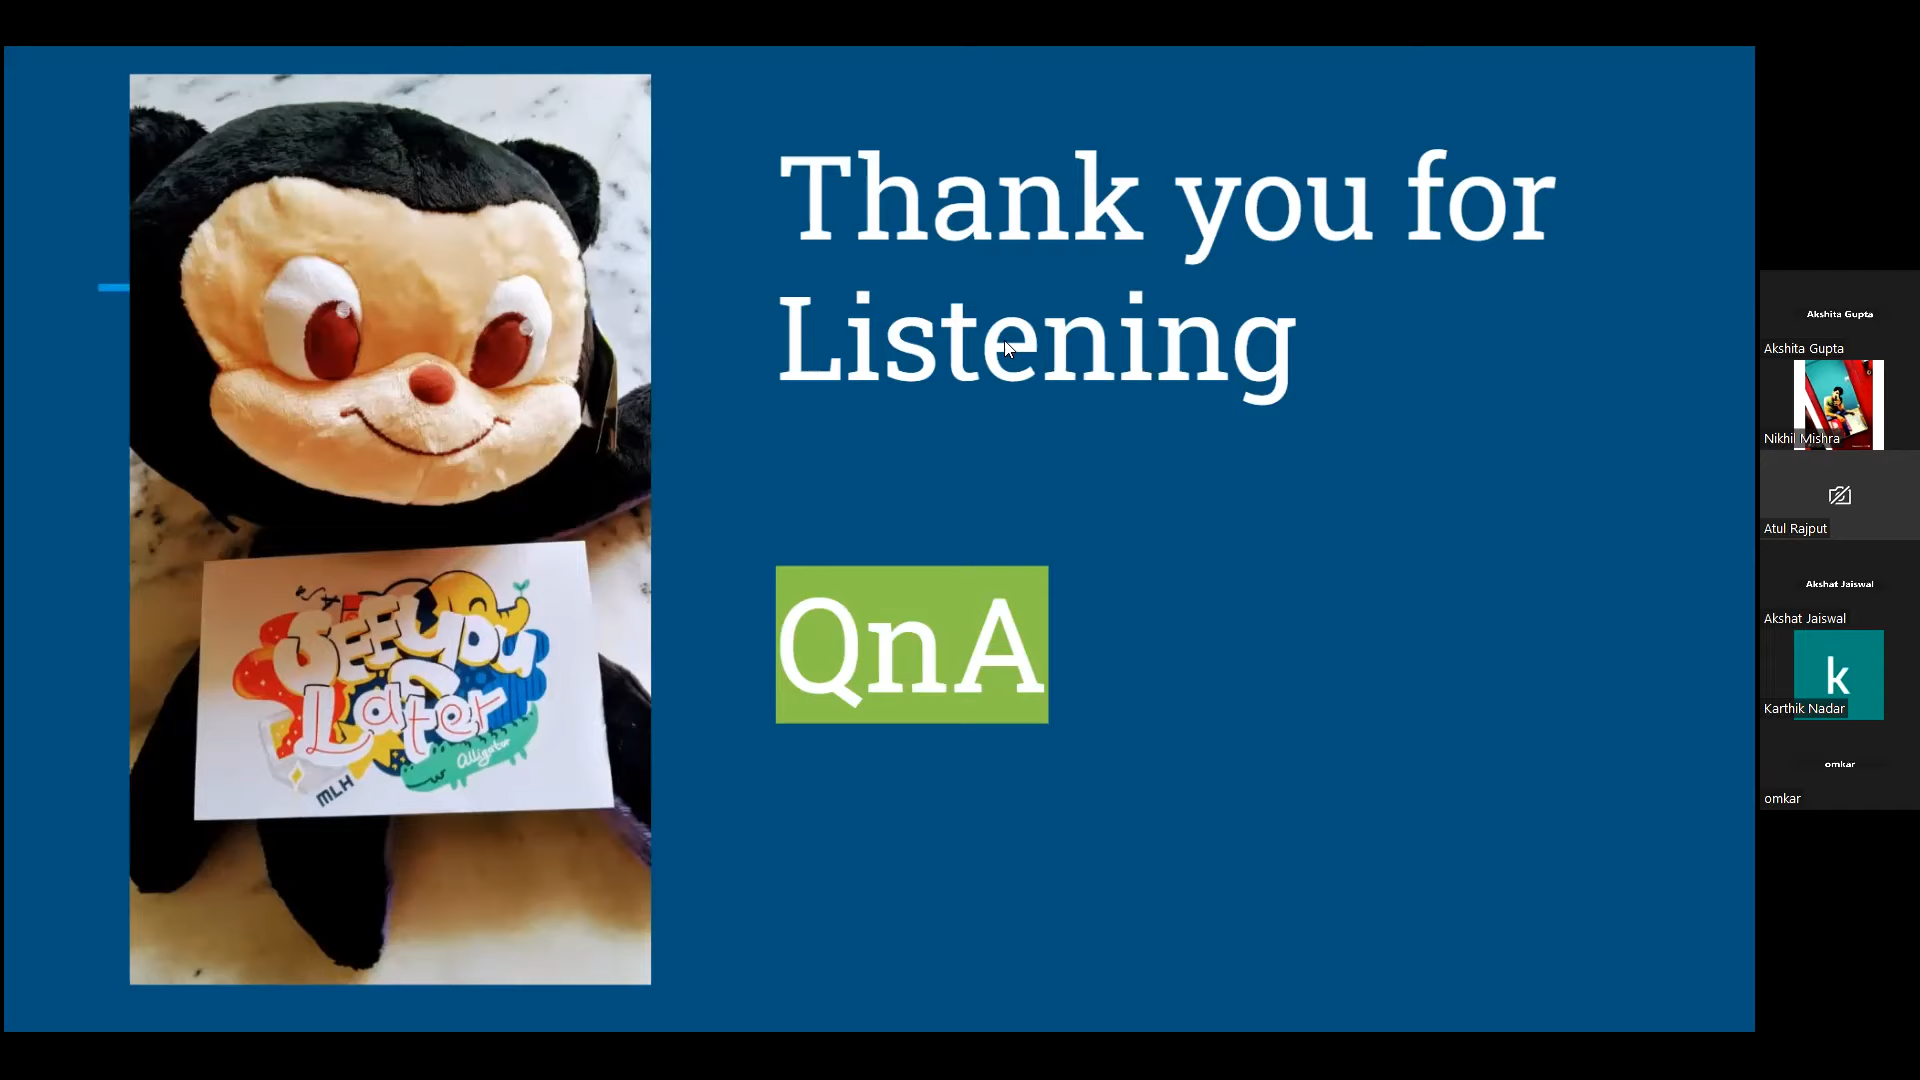 Thank you for
Listening
QnA
See you
Later
Alligator
MLH
Akshita Gupta
Akshita Gupta
Nikhil Mishra
Atul Rajput
Akshat Jaiswal
Akshat Jaiswal
k
Karthik Nadar
omkar
omkar